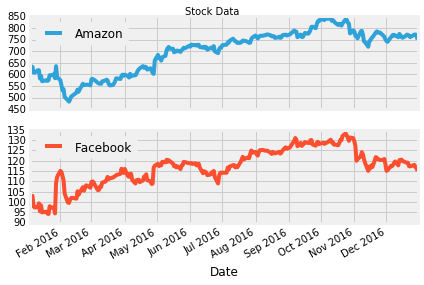 Stock Data
850
800
750
700
650
600
550
500
450
Amazon
135
130
125
120
115
110
105
100
95
90
Facebook
Feb 2016
Mar 2016
Apr 2016
May 2016
Jun 2016
Jul 2016
Aug 2016
Sep 2016
Oct 2016
Nov 2016
Dec 2016
Date